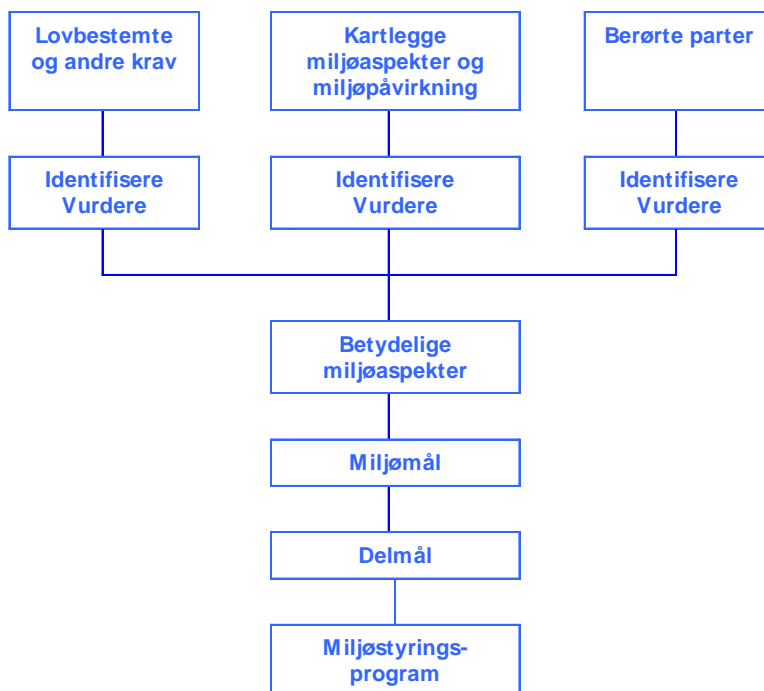 Lovbestemte
og andre krav
Kartlegge
miljøaspekter og
miljøpåvirkning
Berørte parter
Identifisere
Vurdere
Identifisere
Vurdere
Identifisere
Vurdere
Betydelige
miljøaspekter
Miljømål
Delmål
Miljøstyrings-
program